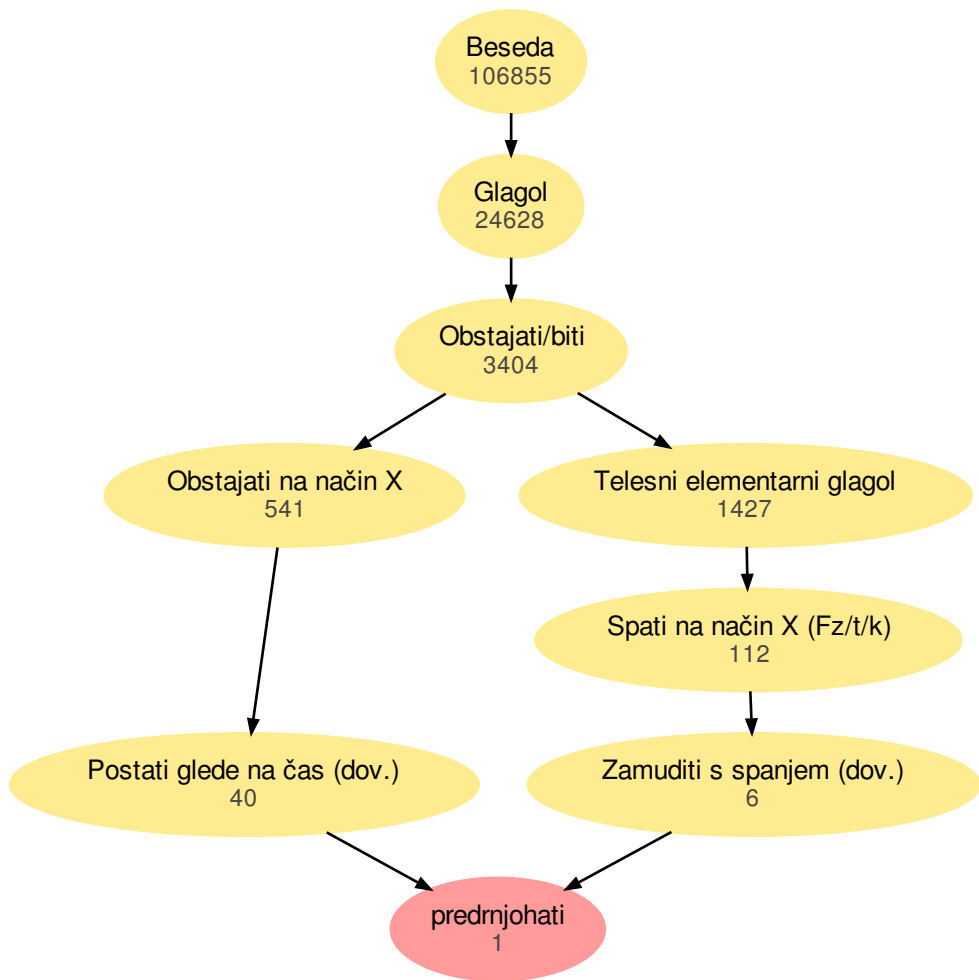 Beseda
106855
Glagol
24628
Obstajati/biti
3404
Obstajati na način X
541
Telesni elementarni glagol
1427
Spati na način X (Fz/t/k)
112
Postati glede na čas (dov.)
40
Zamuditi s spanjem (dov.)
6
predrnjohati
1